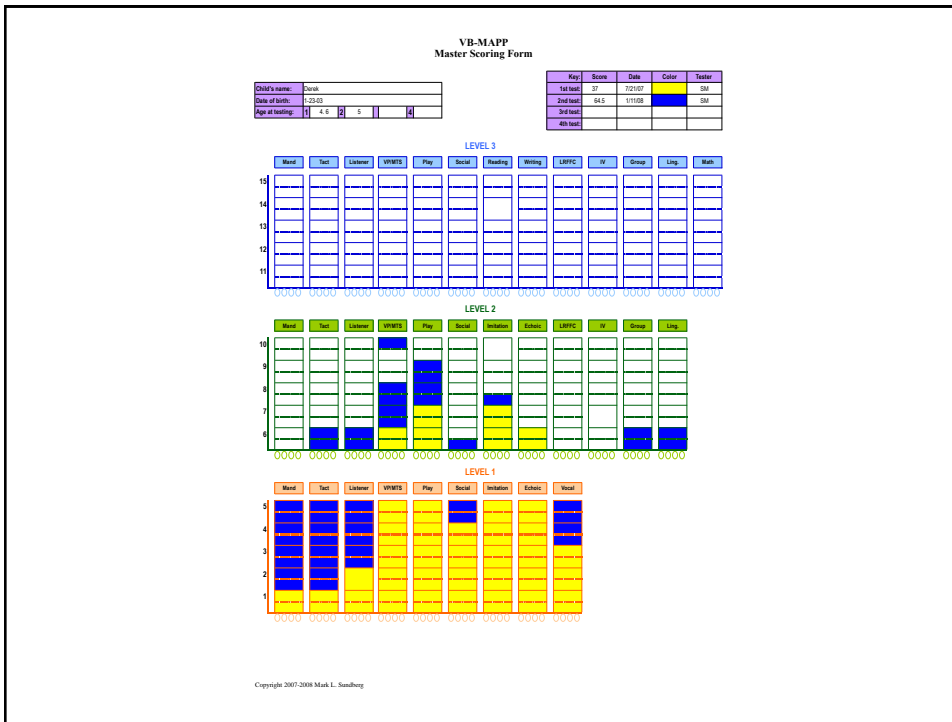 VB-MAPP
Master Scoring Form
Key: Score Date Color Tester
Child's name: Derek 1st test: 37 7/21/07 SM
Date of birth: 1-23-03 2nd test: 64.5 1/11/08 SM
Age at testing: 1 4. 6 2 5 4 3rd test:
4th test:
LEVEL 3
Mand Tact Listener VP/MTS Play Social Reading Writing LRFFC IV Group Ling. Math
15
14
13
12
11
LEVEL 2
Mand Tact Listener VP/MTS Play Social Imitation Echoic LRFFC IV Group Ling.
10
9
8
7
6
LEVEL 1
Mand Tact Listener VP/MTS Play Social Imitation Echoic Vocal
5
4
3
2
1
Copyright 2007-2008 Mark L. Sundberg